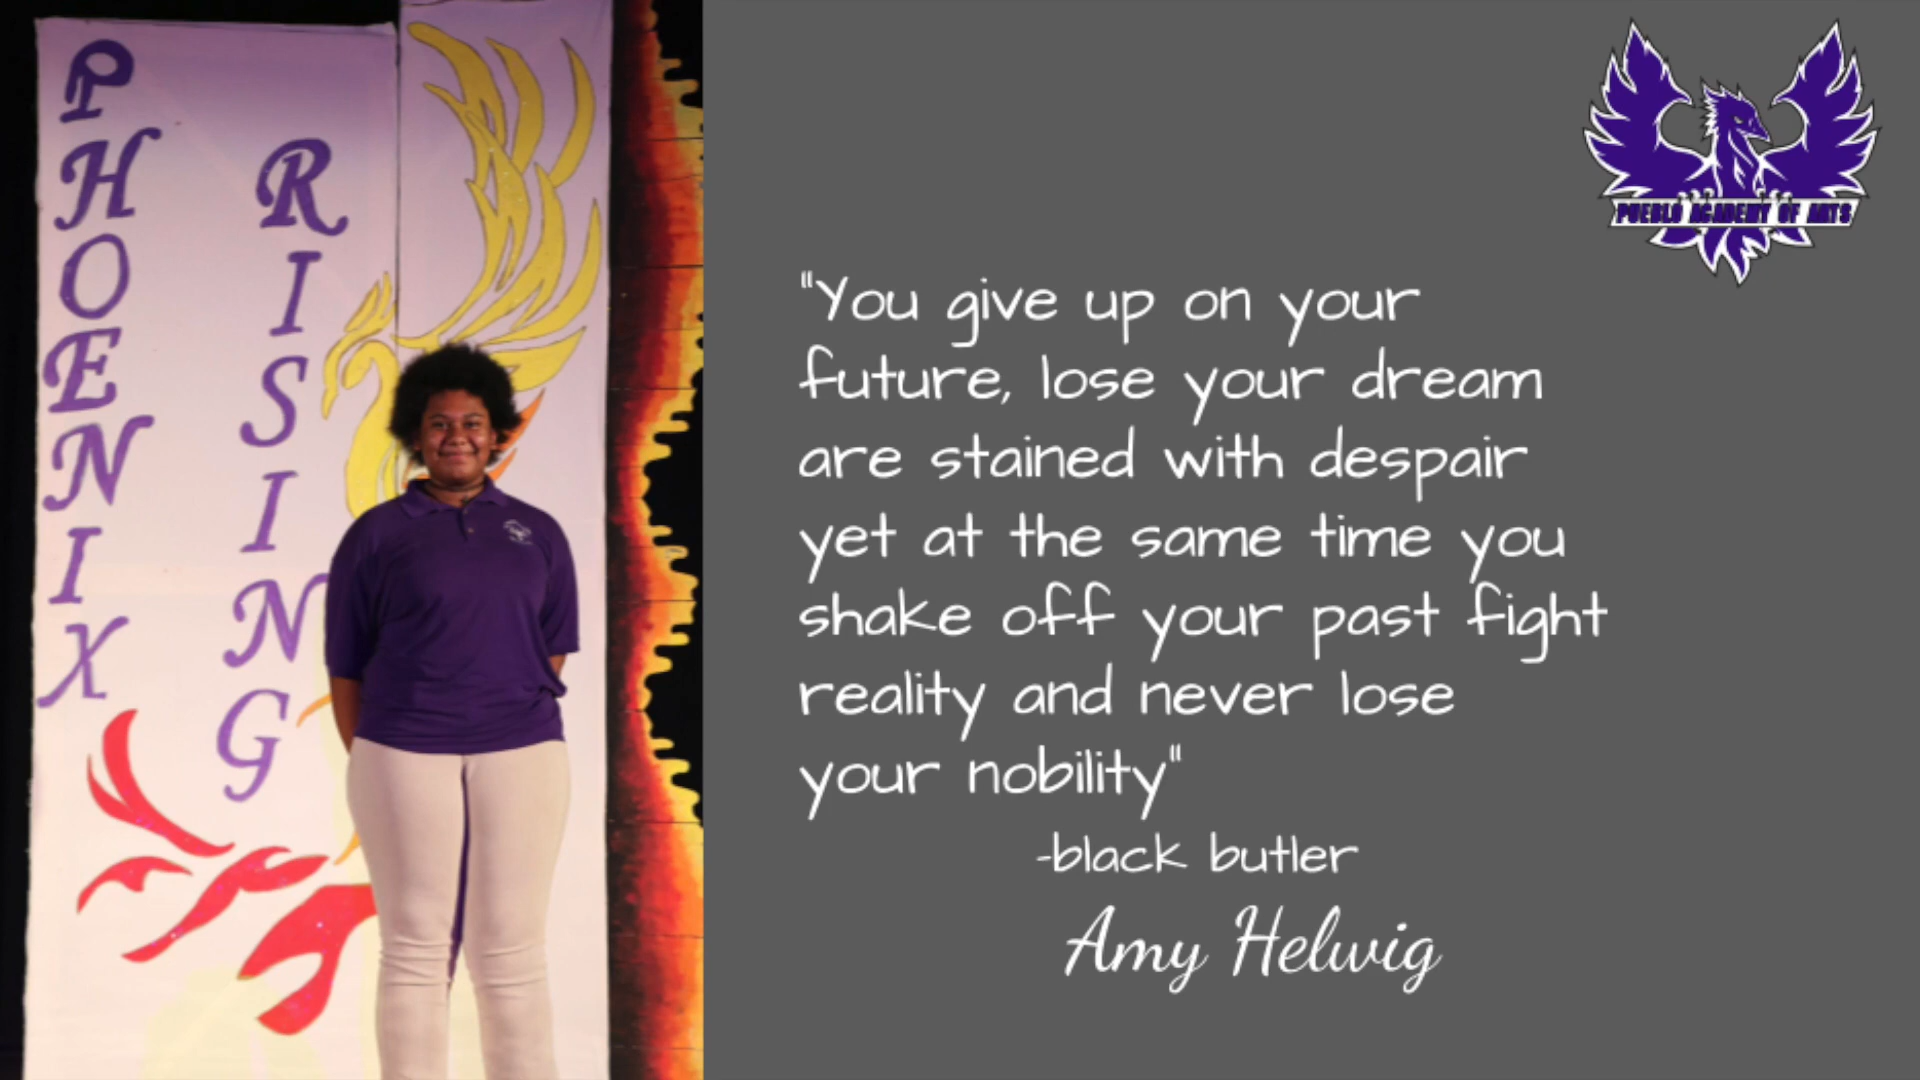 PHOENIX
RISING
PUEBLO ACADEMY OF ARTS
"You give up on your
future, lose your dream
are stained with despair
yet at the same time you
shake off your past fight
reality and never lose
your nobility"
-black butler
Amy Helwig